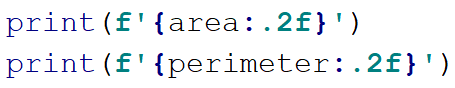 print(f'{area:.2f}')
print(f'{perimeter:.2f}')